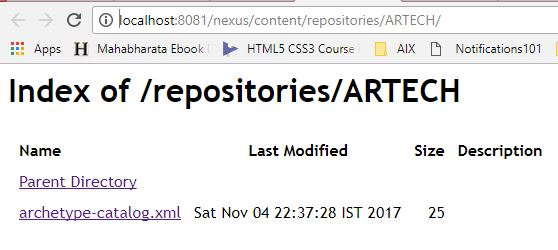 localhost:8081/nexus/content/repositories/ARTECH/
Apps Mahabharata Ebook HTML5 CSS3 Course AIX Notifications101
Index of /repositories/ARTECH
Name Last Modified Size Description
Parent Directory
archetype-catalog.xml Sat Nov 04 22:37:28 IST 2017 25